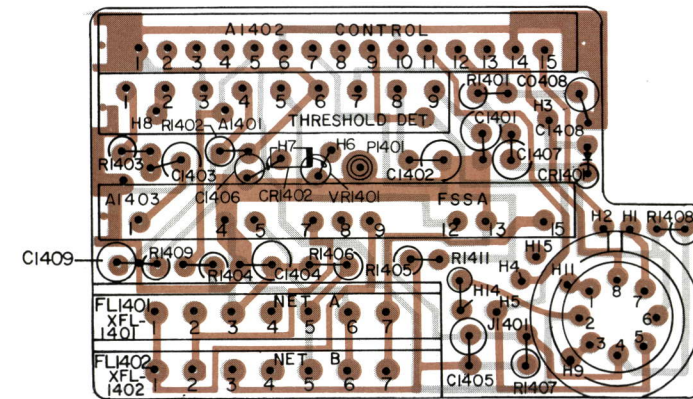 A1402 CONTROL
1 2 3 4 5 6 7 8 9 10 11 12 13 14 15
R1401 CO408
1 2 3 4 5 6 7 8 9
H3
H8 R1402 A1401 THRESHOLD DET
C1401 C1408
H7 H6 P1401
R1403 C1403 C1402 C1407
C1406 CR1402 VR1401 CR1401
A1403 FSSA
1 4 5 7 8 9 12 13 15
H2 H1 R1408
C1409 R1409 R1404 C1404 R1406 R1405 R1411
H15
H4 H11
H14 H5
FL1401 NET A
XFL-
1401
1 2 3 4 5 6 7
J1401
1 2 3 4 5 6 7 8
FL1402 NET B
XFL-
1402
1 2 3 4 5 6 7
C1405 R1407 H9